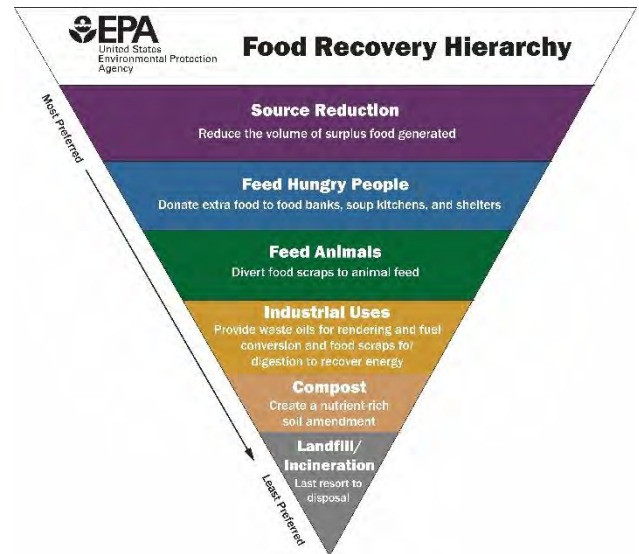 EPA
United States
Environmental Protection
Agency
Food Recovery Hierarchy
Most Preferred
Source Reduction
Reduce the volume of surplus food generated
Feed Hungry People
Donate extra food to food banks, soup kitchens, and shelters
Feed Animals
Divert food scraps to animal feed
Industrial Uses
Provide waste oils for rendering and fuel
conversion and food scraps for
digestion to recover energy
Compost
Create a nutrient-rich
soil amendment
Landfill/
Incineration
Last resort to
disposal
Least Preferred